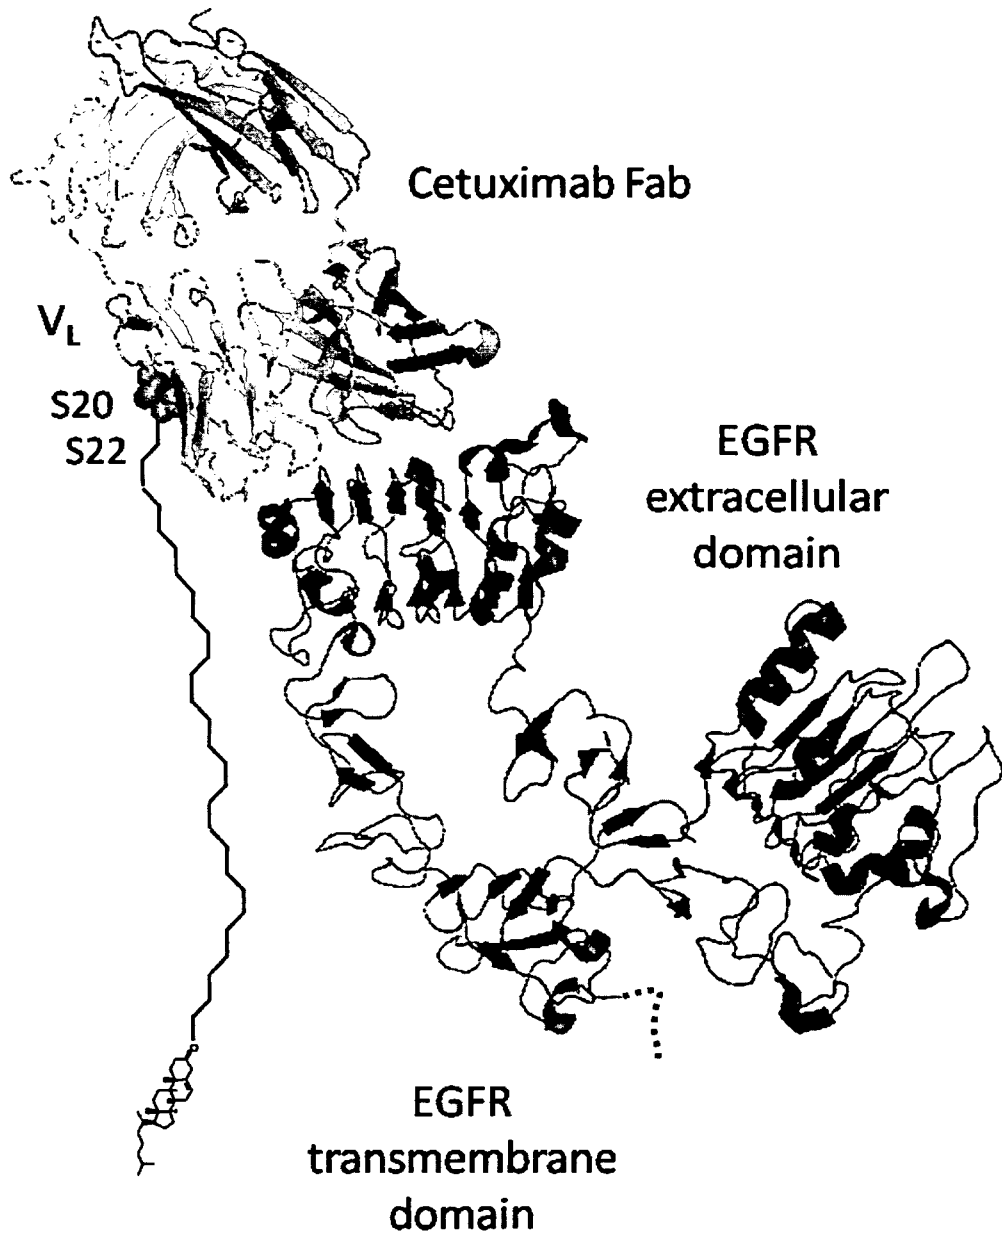 Cetuximab Fab
VL
S20
S22
EGFR
extracellular
domain
EGFR
transmembrane
domain